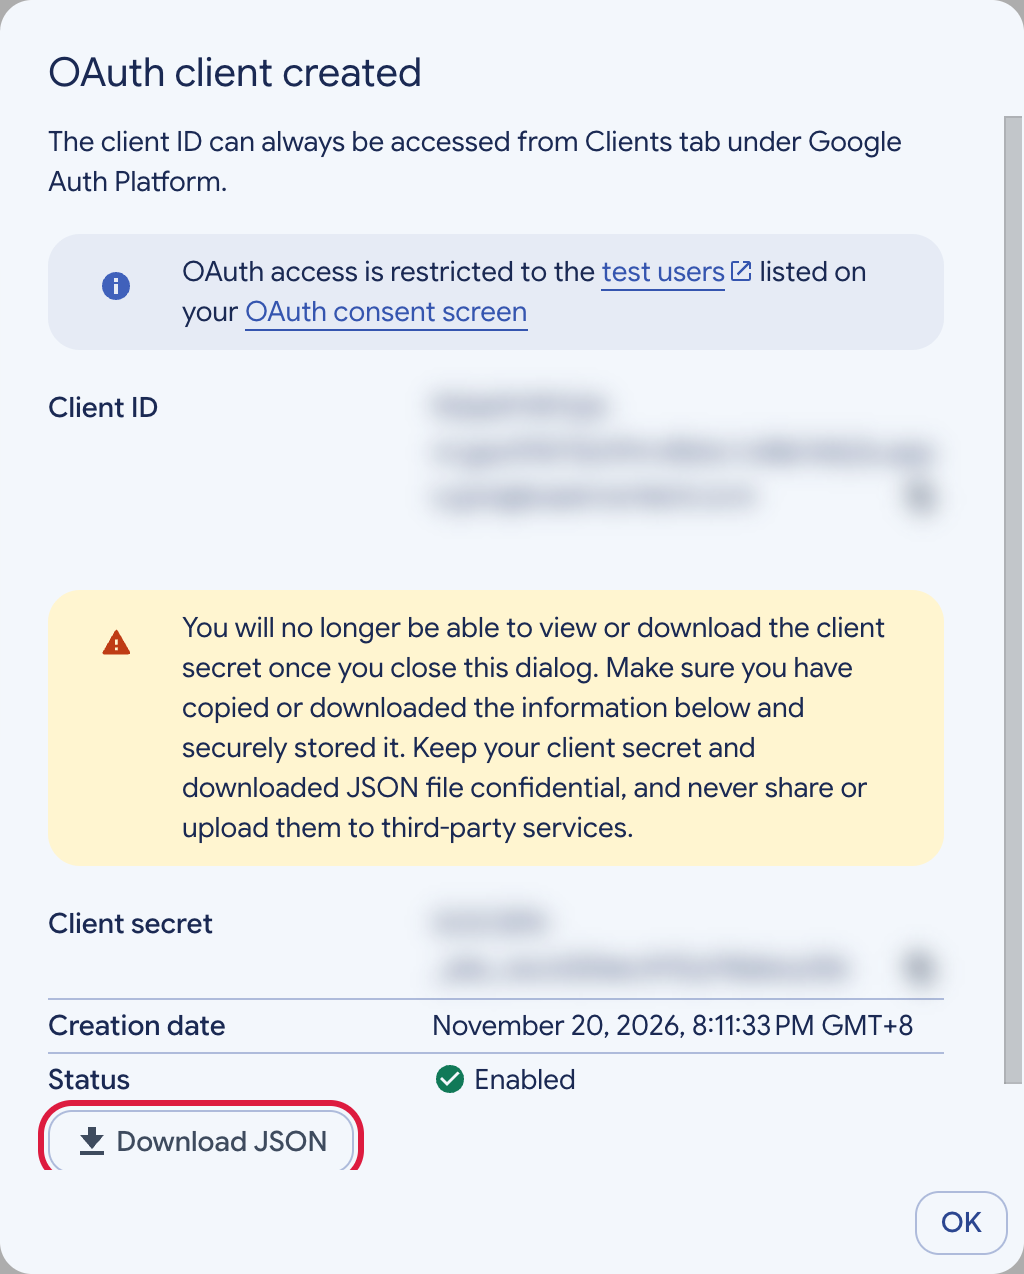 OAuth client created
The client ID can always be accessed from Clients tab under Google
Auth Platform.
OAuth access is restricted to the test users listed on
your OAuth consent screen
Client ID
You will no longer be able to view or download the client
secret once you close this dialog. Make sure you have
copied or downloaded the information below and
securely stored it. Keep your client secret and
downloaded JSON file confidential, and never share or
upload them to third-party services.
Client secret
Creation date November 20, 2026, 8:11:33 PM GMT+8
Status Enabled
Download JSON
OK